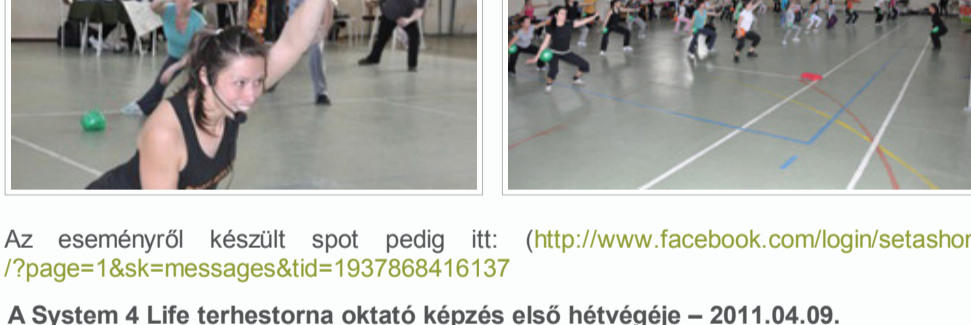 Az eseményről készült spot pedig itt: (http://www.facebook.com/login/setashon
/?page=1&sk=messages&tid=1937868416137
A System 4 Life terhestorna oktató képzés első hétvégéje – 2011.04.09.